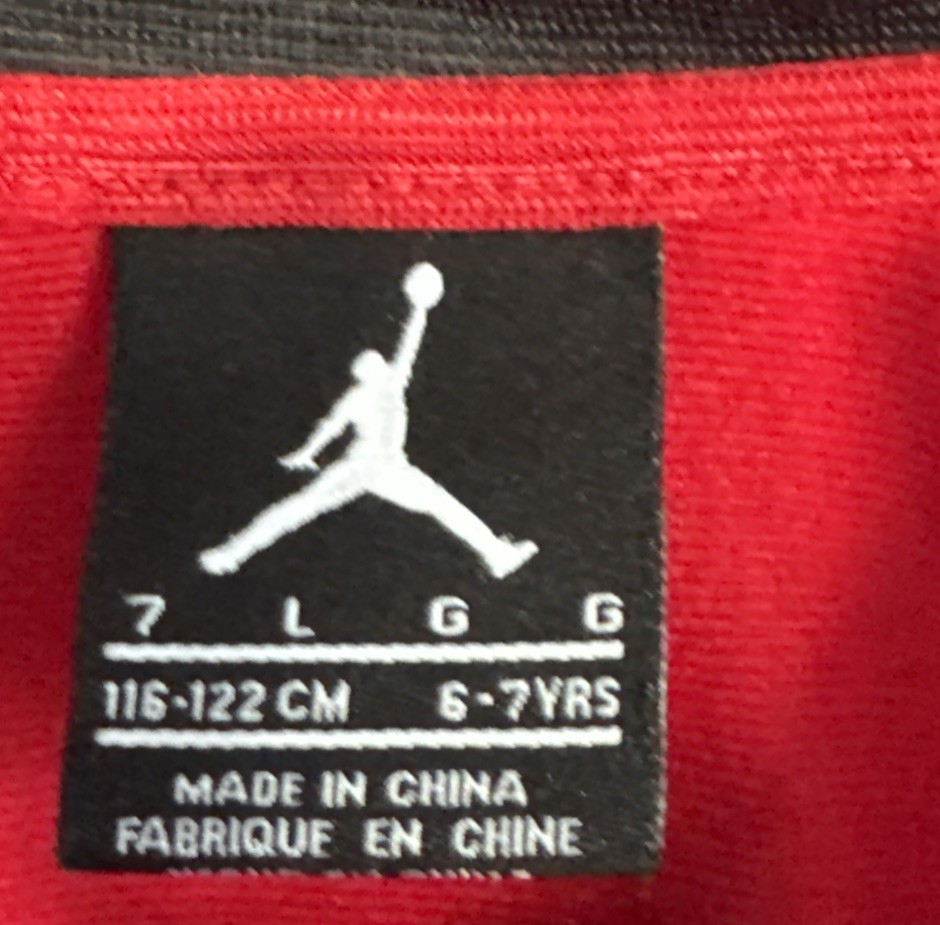 7 L G G
116-122 CM 6-7YRS
MADE IN CHINA
FABRIQUE EN CHINE